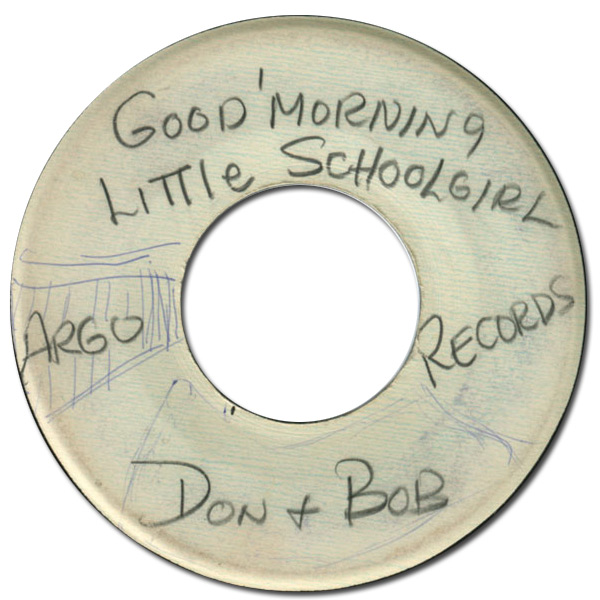 GOOD 'MORNING
LITTle SCHOOLGIRL
ARGO RECORDS
DON + BOB